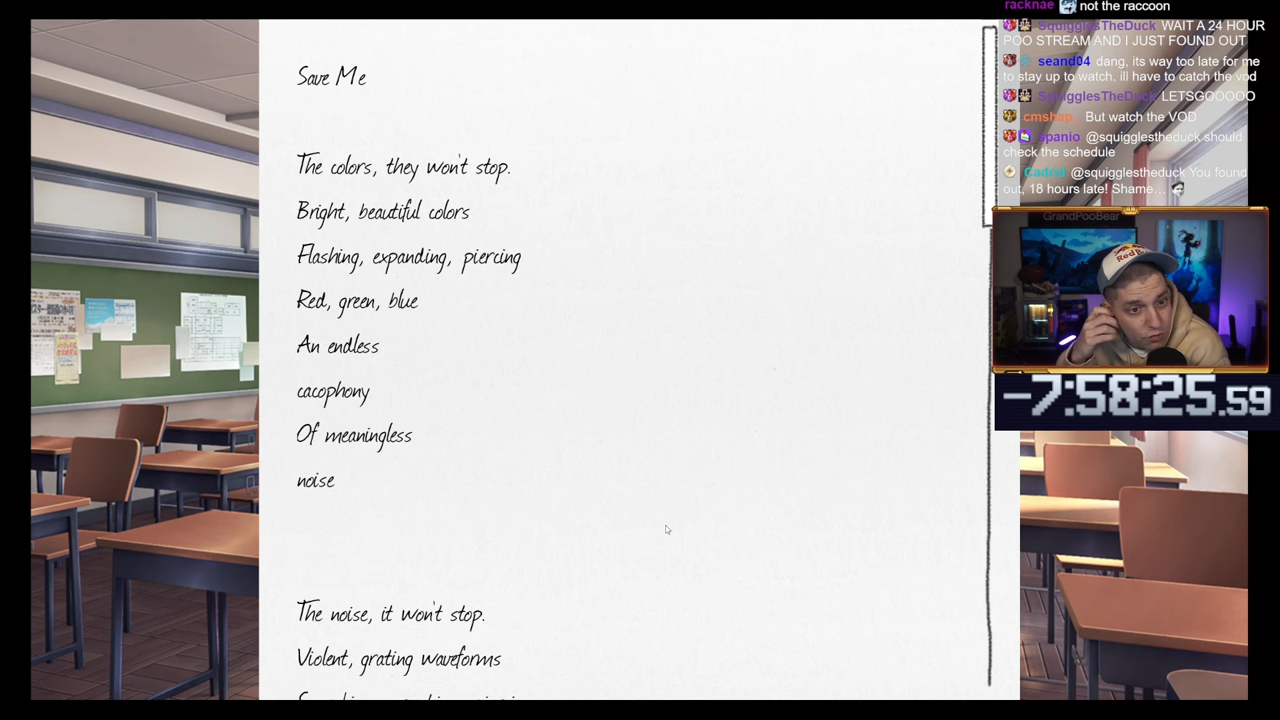 Save Me
The colors, they won't stop.
Bright, beautiful colors
Flashing, expanding, piercing
Red, green, blue
An endless
cacophony
Of meaningless
noise
The noise, it won't stop.
Violent, grating waveforms
racknae not the raccoon
SquigglesTheDuck WAIT A 24 HOUR
POO STREAM AND I JUST FOUND OUT
seand04 dang, its way too late for me
to stay up to watch. ill have to catch the vod
SquigglesTheDuck LETSGOOOOO
cmshap_ But watch the VOD
spanio @squigglestheduck should
check the schedule
@squigglestheduck You found
out, 18 hours late! Shame...
GrandPooBear
Red Bull
-7:58:25.59